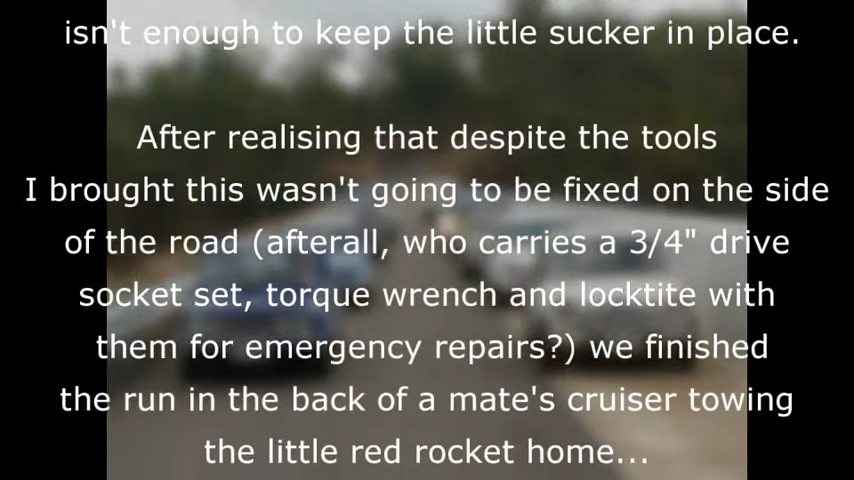 isn't enough to keep the little sucker in place.
After realising that despite the tools
I brought this wasn't going to be fixed on the side
of the road (afterall, who carries a 3/4" drive
socket set, torque wrench and locktite with
them for emergency repairs?) we finished
the run in the back of a mate's cruiser towing
the little red rocket home...